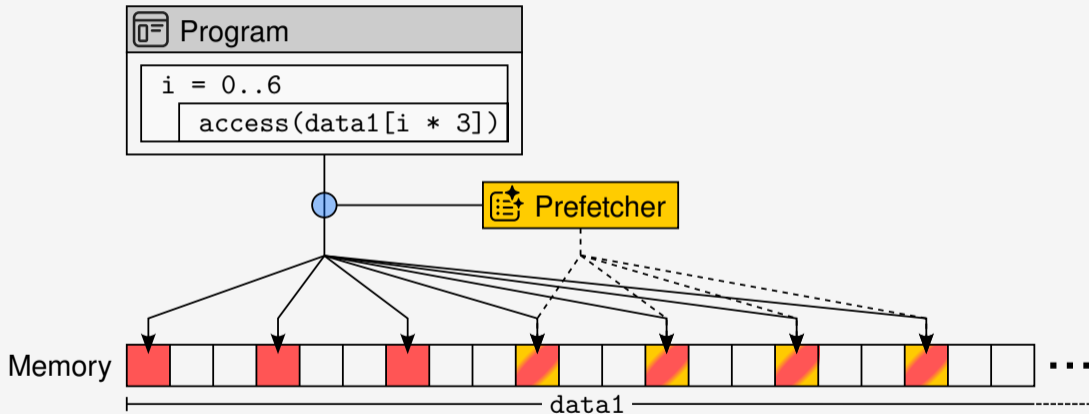 Program
i = 0..6
access(data1[i * 3])
Prefetcher
Memory
...
data1